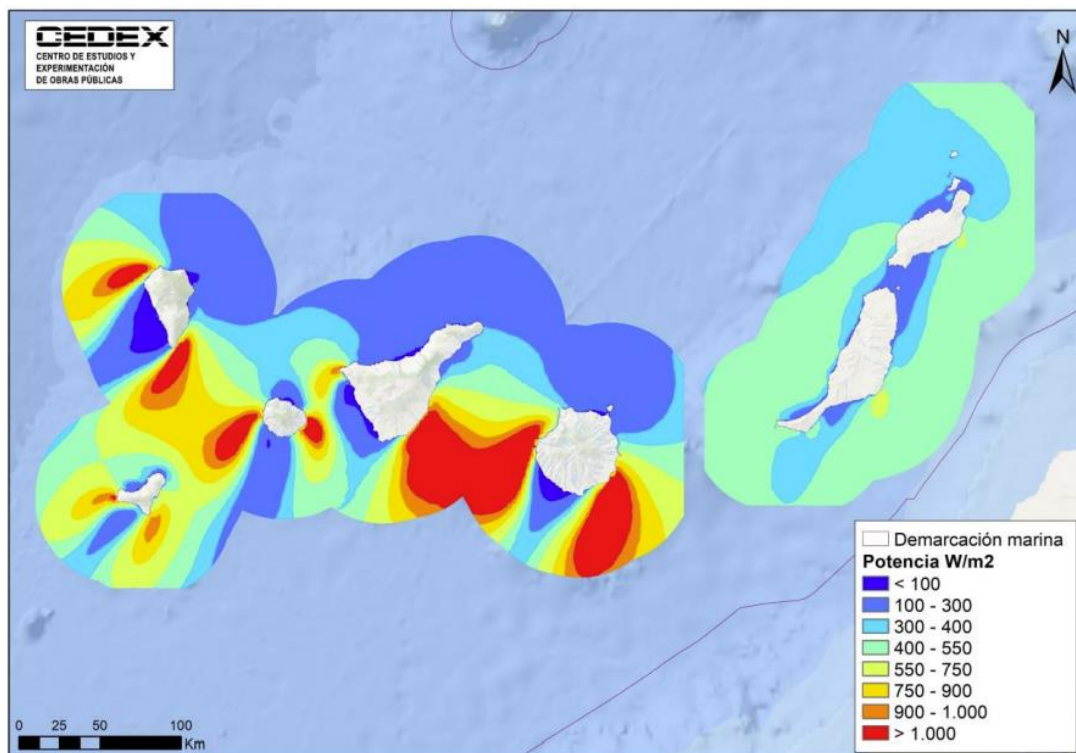 CEDEX
CENTRO DE ESTUDIOS Y
EXPERIMENTACIÓN
DE OBRAS PÚBLICAS
N
Demarcación marina
Potencia W/m2
< 100
100 - 300
300 - 400
400 - 550
550 - 750
750 - 900
900 - 1.000
> 1.000
0 25 50 100
Km